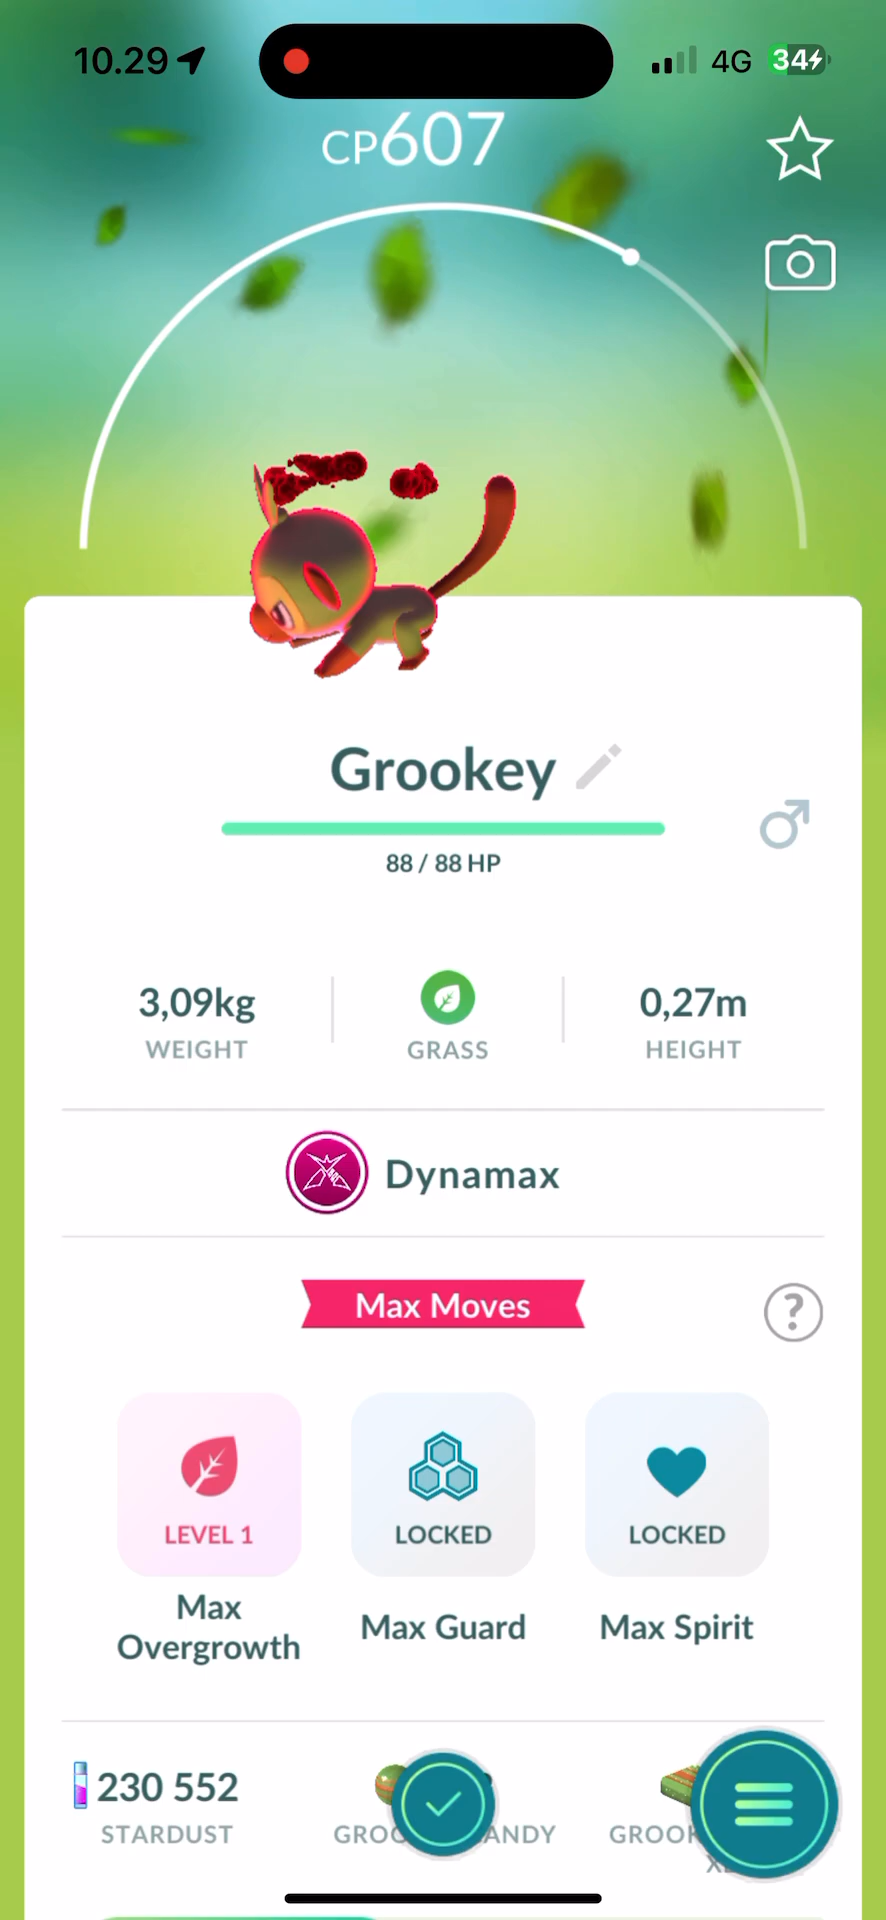 10.29
4G
34
CP607
Grookey
88 / 88 HP
3,09kg
WEIGHT
GRASS
0,27m
HEIGHT
Dynamax
Max Moves
?
LEVEL 1
LOCKED
LOCKED
Max
Overgrowth
Max Guard
Max Spirit
230 552
STARDUST